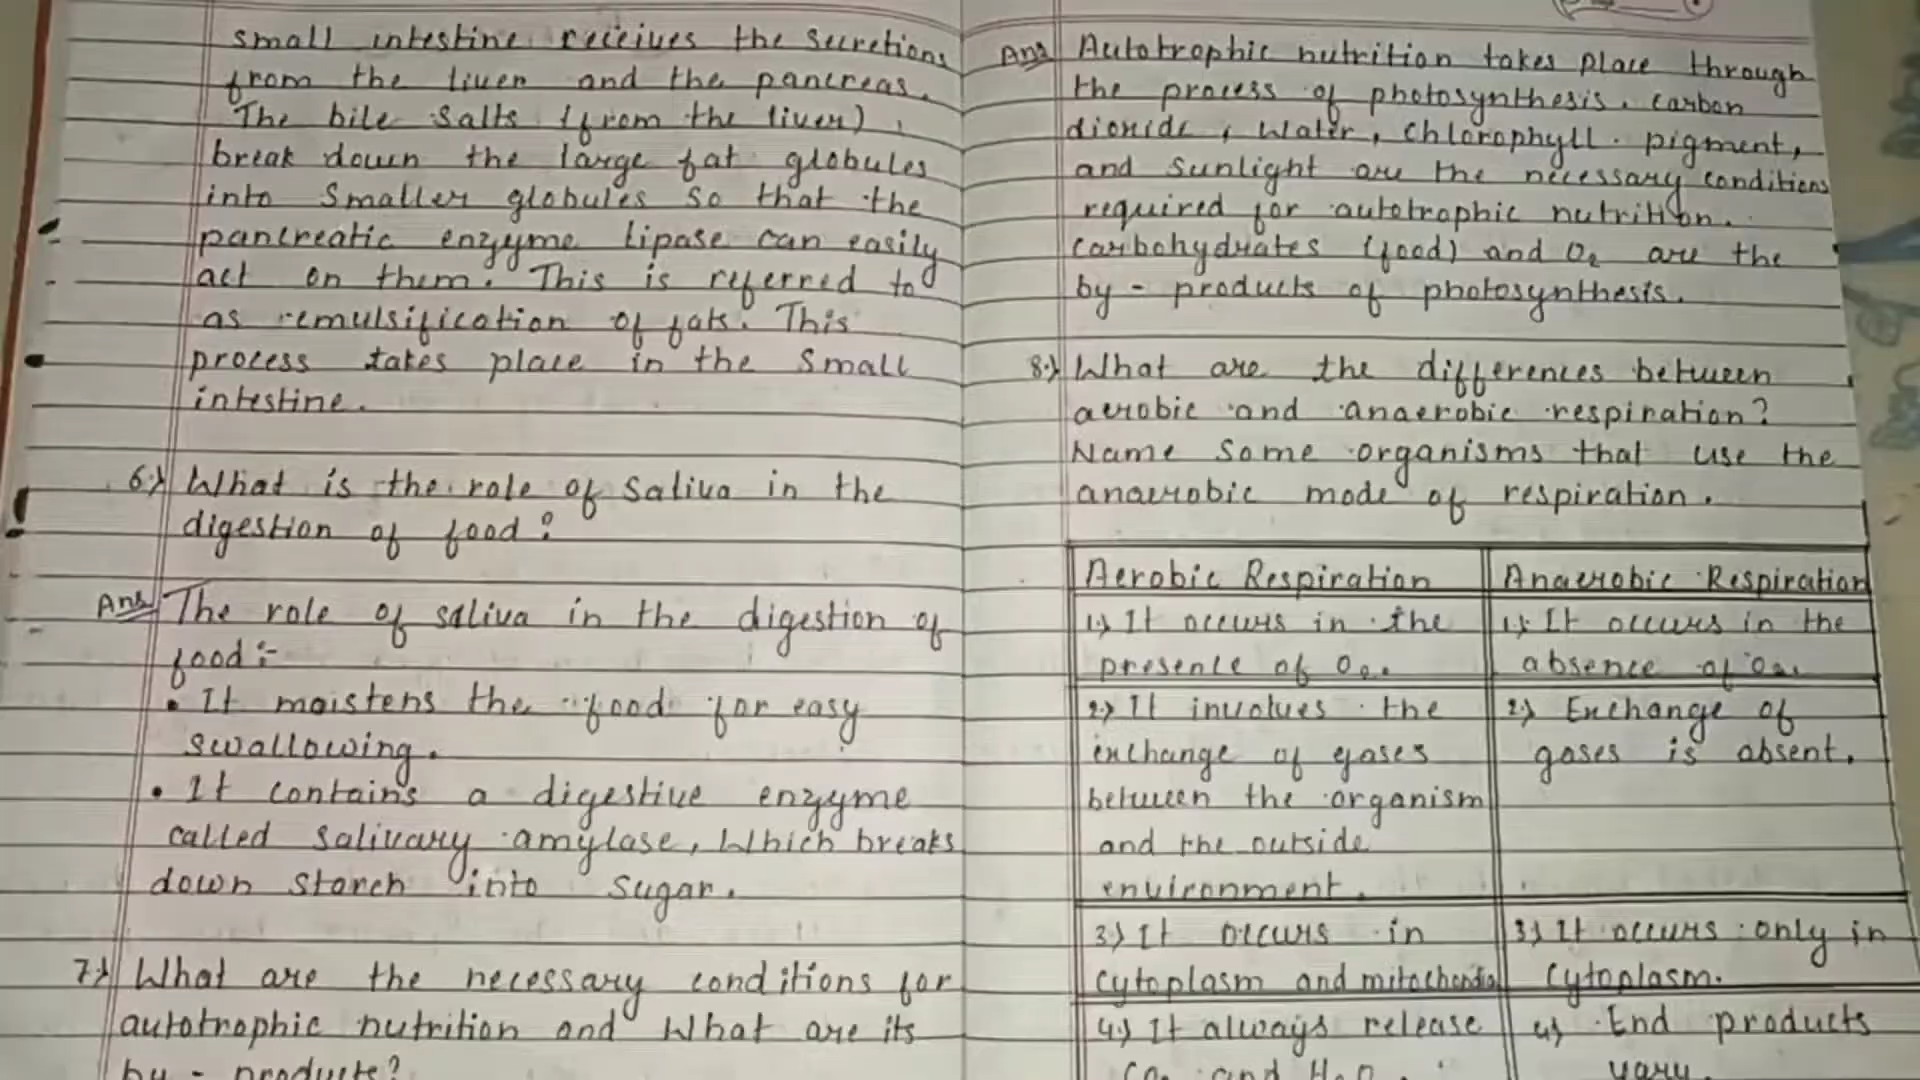 small intestine receives the secretions
from the liver and the pancreas.
The bile salts (from the liver),
break down the large fat globules
into smaller globules so that the
pancreatic enzyme lipase can easily
act on them. This is referred to
as emulsification of fats. This
process takes place in the small
intestine.
6.) What is the role of saliva in the
digestion of food?
Ans The role of saliva in the digestion of
food:-
• It moistens the food for easy
swallowing.
• It contains a digestive enzyme
called salivary amylase, Which breaks
down starch into sugar.
7.) What are the necessary conditions for
autotrophic nutrition and What are its
by - products?
Ans Autotrophic nutrition takes place through
the process of photosynthesis. carbon
dioxide, Water, Chlorophyll pigment,
and Sunlight are the necessary conditions
required for autotrophic nutrition.
Carbohydrates (food) and O2 are the
by - products of photosynthesis.
8.) What are the differences between
aerobic and anaerobic respiration?
Name some organisms that use the
anaerobic mode of respiration.
Aerobic Respiration
1.) It occurs in the
presence of O2.
2.) It involves the
exchange of gases
between the organism
and the outside
environment.
3.) It occurs in
cytoplasm and mitochondria
4.) It always release
CO2 and H2O.
Anaerobic Respiration
1.) It occurs in the
absence of O2.
2.) Exchange of
gases is absent.
3.) It occurs only in
Cytoplasm.
4.) End products
vary.